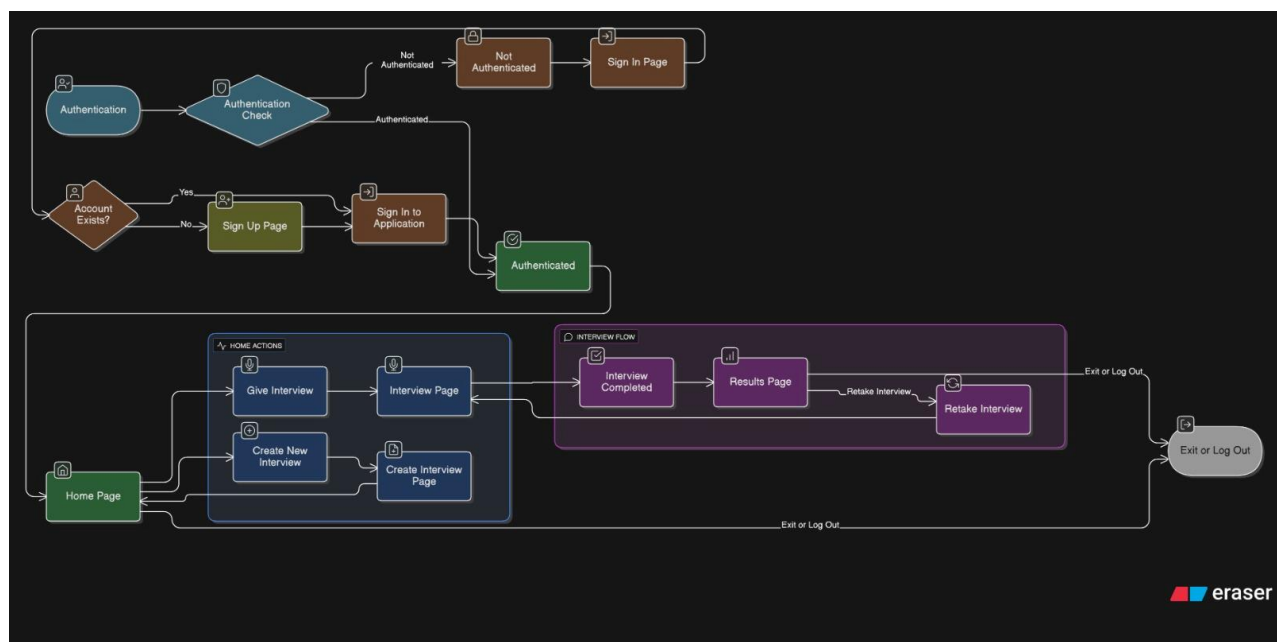 Not
Authenticated
Not
Authenticated
Sign In Page
Authentication
Authentication
Check
Authenticated
Account
Exists?
Yes
No
Sign Up Page
Sign In to
Application
Authenticated
HOME ACTIONS
INTERVIEW FLOW
Give Interview
Interview Page
Interview
Completed
Results Page
Retake Interview
Retake Interview
Exit or Log Out
Create New
Interview
Create Interview
Page
Exit or Log Out
Home Page
Exit or Log Out
eraser